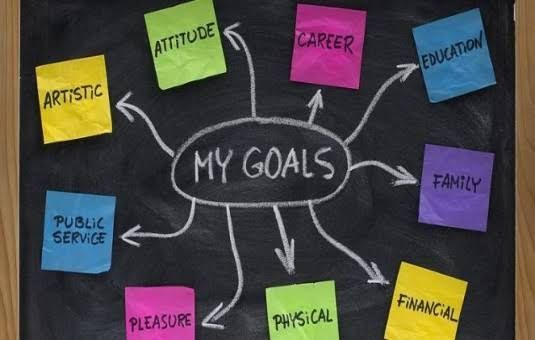 ATTITUDE
CAREER
EDUCATION
ARTISTIC
MY GOALS
FAMILY
PUBLIC
SERVICE
FINANCIAL
PLEASURE
PHYSICAL